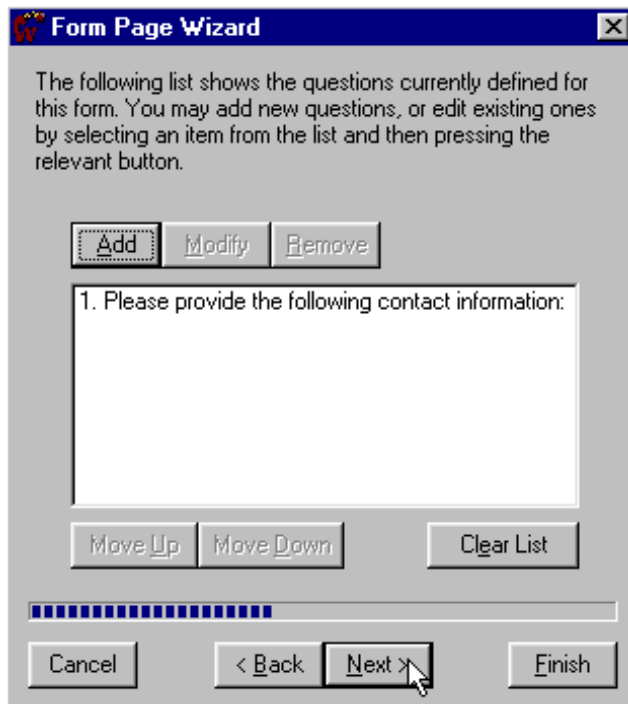 Form Page Wizard
The following list shows the questions currently defined for
this form. You may add new questions, or edit existing ones
by selecting an item from the list and then pressing the
relevant button.
Add Modify Remove
1. Please provide the following contact information:
Move Up Move Down Clear List
Cancel < Back Next > Finish